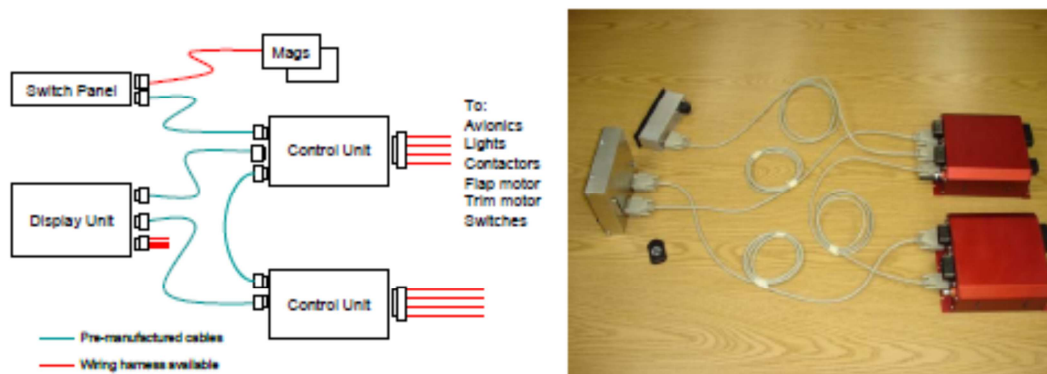 Mags
Switch Panel
To:
Avionics
Lights
Contactors
Flap motor
Trim motor
Switches
Control Unit
Display Unit
Control Unit
Pre-manufactured cables
Wiring harness available